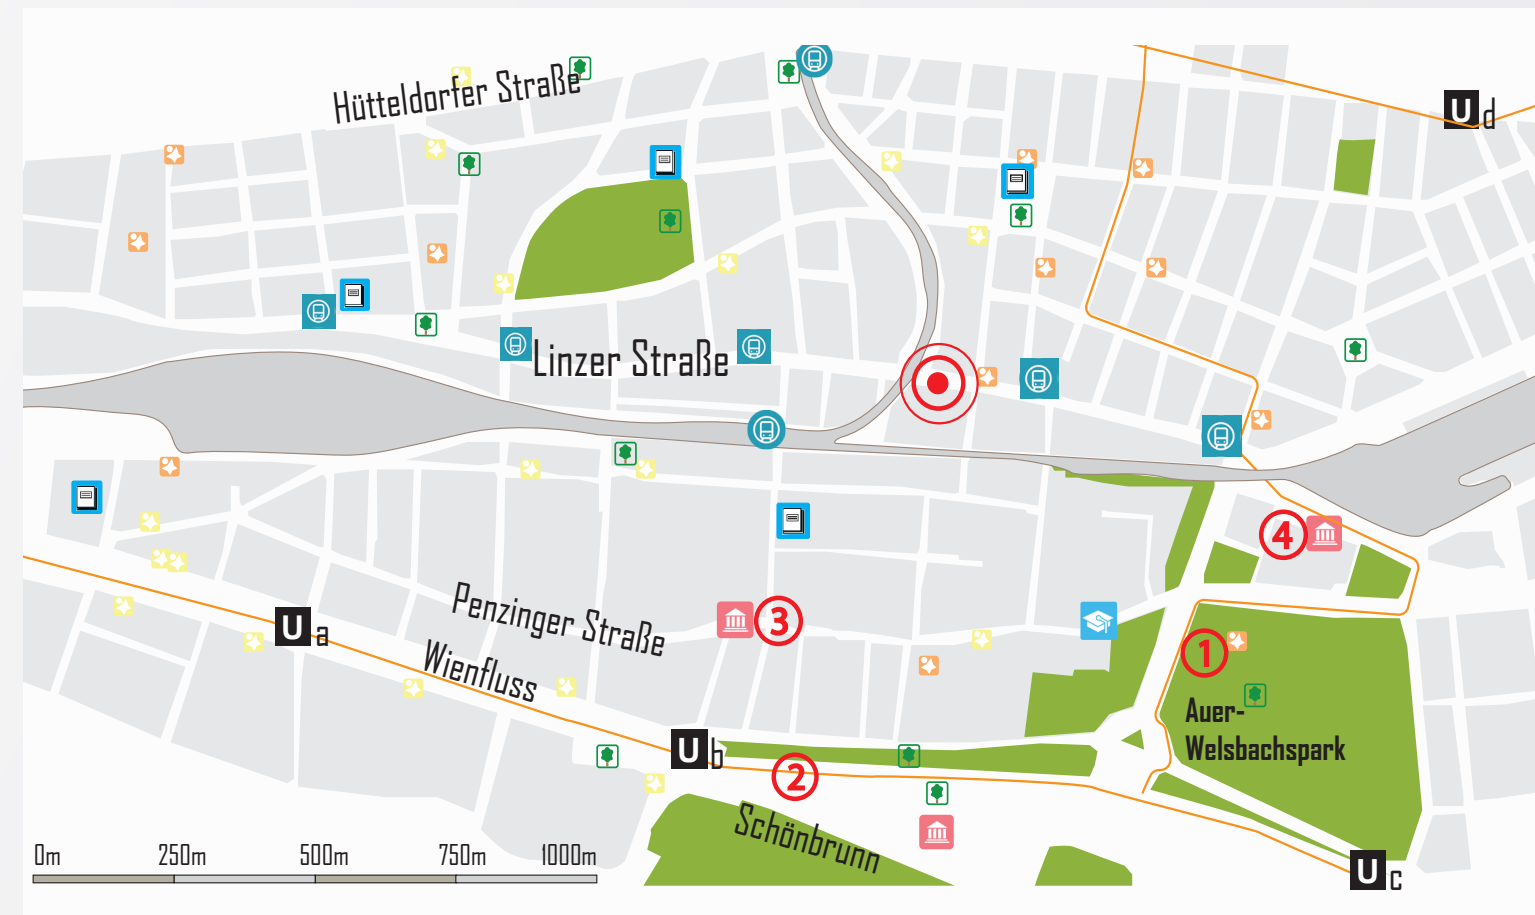 Hütteldorfer Straße
U d
Linzer Straße
4
Penzinger Straße
3
U a
Wienfluss
1
Auer-
Welsbachspark
U b
2
Schönbrunn
0m 250m 500m 750m 1000m
U c